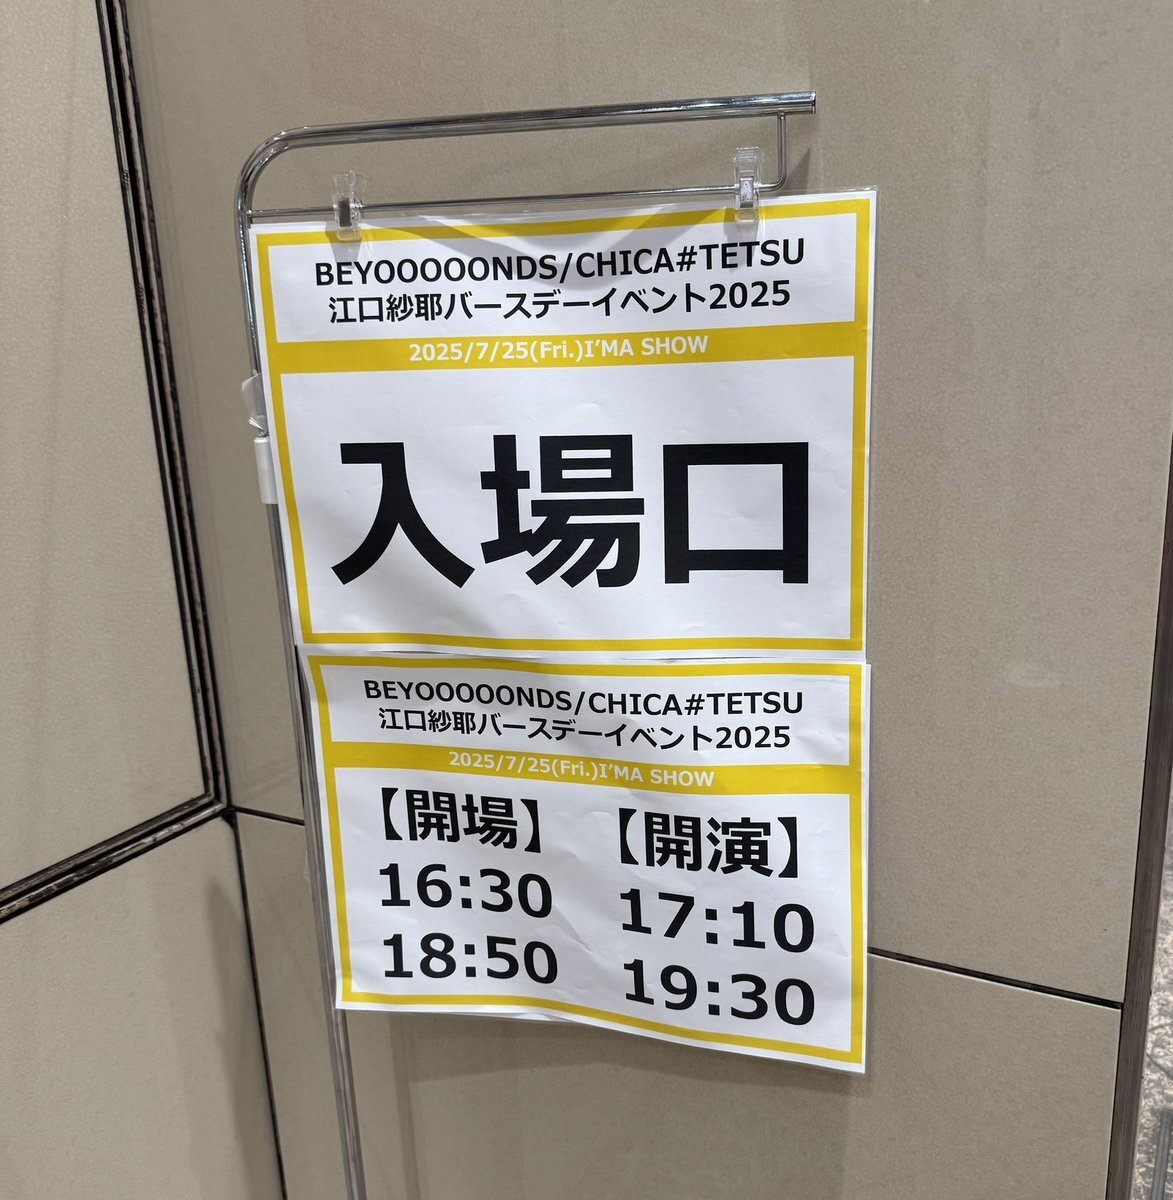 BEYOOOOONDS/CHICA#TETSU
江口紗耶バースデーイベント2025
2025/7/25(Fri.)I'MA SHOW
入場口
BEYOOOOONDS/CHICA#TETSU
江口紗耶バースデーイベント2025
2025/7/25(Fri.)I'MA SHOW
【開場】 【開演】
16:30 17:10
18:50 19:30